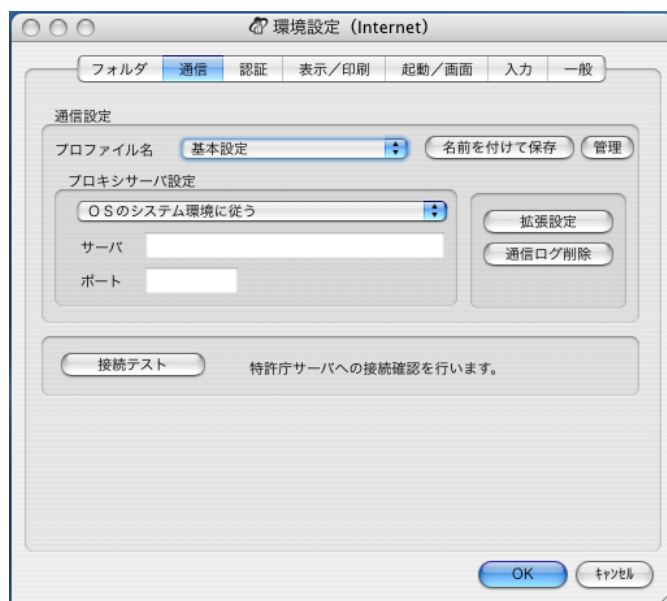 環境設定（Internet）
フォルダ 通信 認証 表示／印刷 起動／画面 入力 一般
通信設定
プロファイル名 基本設定 名前を付けて保存 管理
プロキシサーバ設定
ＯＳのシステム環境に従う
拡張設定
サーバ
通信ログ削除
ポート
接続テスト 特許庁サーバへの接続確認を行います。
OK ｷｬﾝｾﾙ